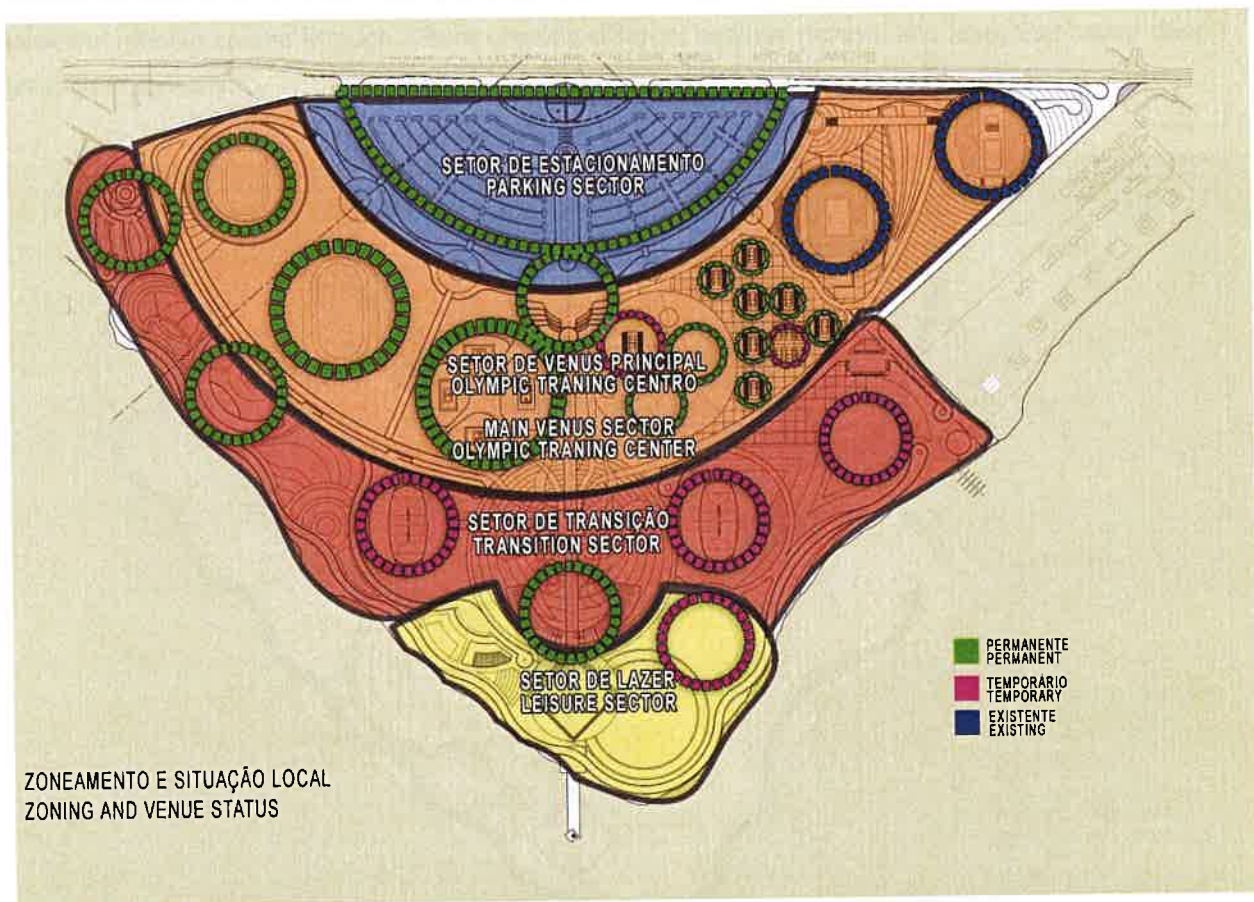 SETOR DE ESTACIONAMENTO
PARKING SECTOR
SETOR DE VENUS PRINCIPAL
OLYMPIC TRANING CENTRO
MAIN VENUS SECTOR
OLYMPIC TRANING CENTER
SETOR DE TRANSIÇÃO
TRANSITION SECTOR
SETOR DE LAZER
LEISURE SECTOR
PERMANENTE
PERMANENT
TEMPORÁRIO
TEMPORARY
EXISTENTE
EXISTING
ZONEAMENTO E SITUAÇÃO LOCAL
ZONING AND VENUE STATUS